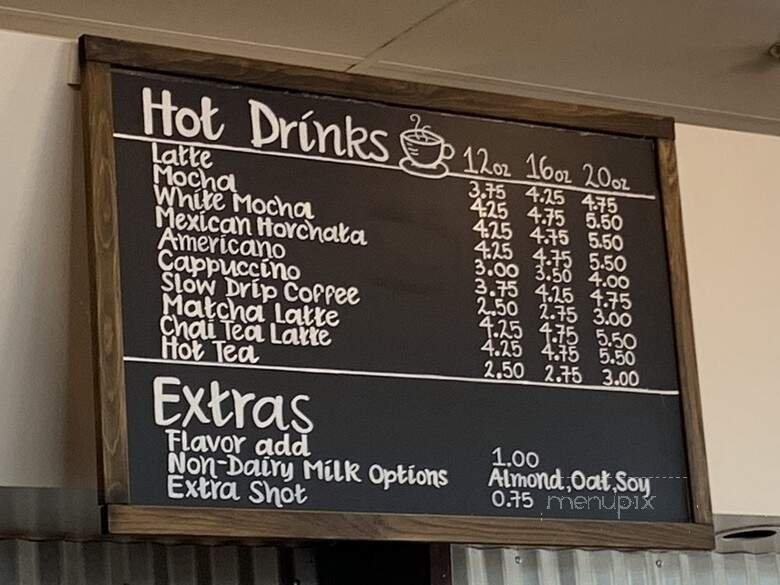 Hot Drinks 12oz 16oz 20oz
Latte 3.75 4.25 4.75
Mocha 4.25 4.75 5.50
White Mocha 4.25 4.75 5.50
Mexican Horchata 4.25 4.75 5.50
Americano 3.00 3.50 4.00
Cappuccino 3.75 4.25 4.75
Slow Drip Coffee 2.50 2.75 3.00
Matcha Latte 4.25 4.75 5.50
Chai Tea Latte 4.25 4.75 5.50
Hot Tea 2.50 2.75 3.00
Extras
Flavor add 1.00
Non-Dairy Milk Options Almond,Oat,Soy
Extra Shot 0.75
menupix